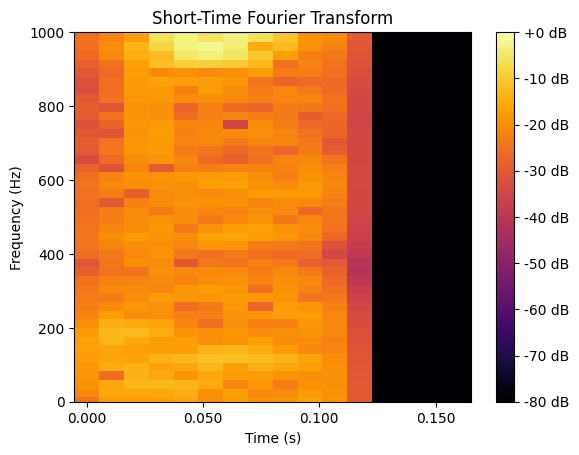 Short-Time Fourier Transform
1000
800
600
400
200
0
Frequency (Hz)
0.000
0.050
0.100
0.150
Time (s)
+0 dB
-10 dB
-20 dB
-30 dB
-40 dB
-50 dB
-60 dB
-70 dB
-80 dB